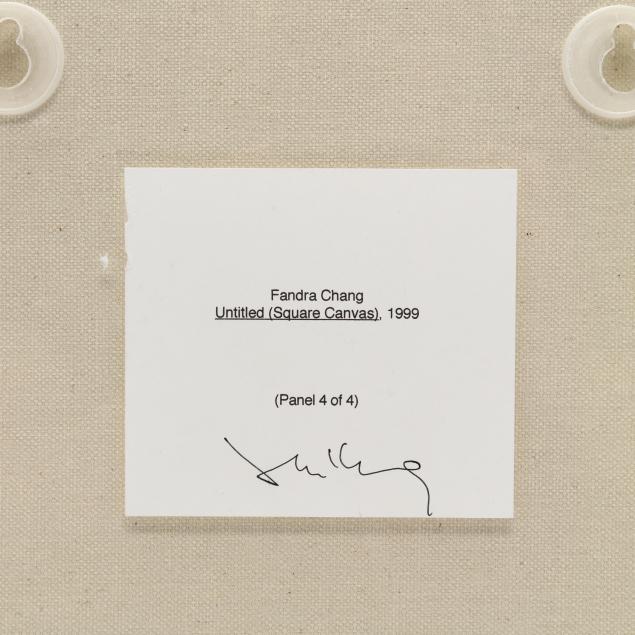 Fandra Chang
Untitled (Square Canvas), 1999
(Panel 4 of 4)